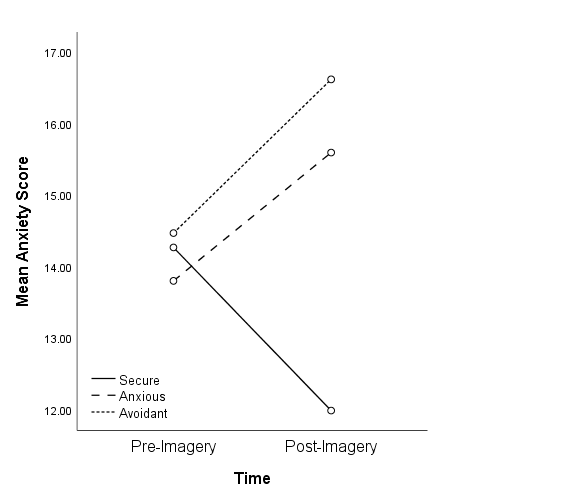 17.00
16.00
15.00
14.00
13.00
12.00
Mean Anxiety Score
Secure
Anxious
Avoidant
Pre-Imagery Post-Imagery
Time